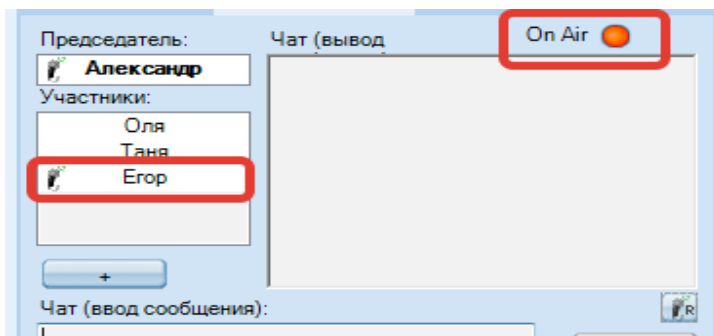 Председатель:
Чат (вывод
On Air
Александр
Участники:
Оля
Таня
Егор
+
Чат (ввод сообщения):
R